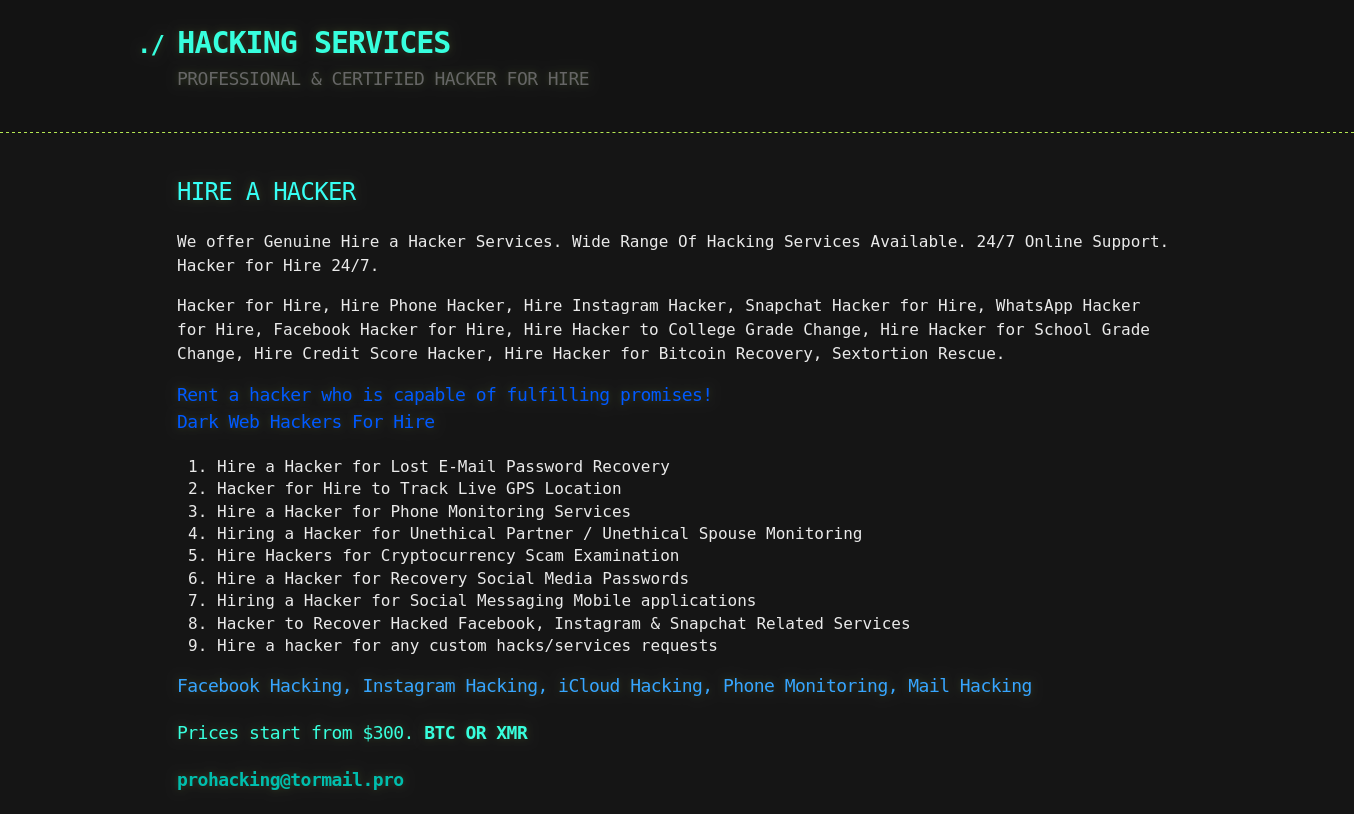 ./ HACKING SERVICES
PROFESSIONAL & CERTIFIED HACKER FOR HIRE
HIRE A HACKER
We offer Genuine Hire a Hacker Services. Wide Range Of Hacking Services Available. 24/7 Online Support.
Hacker for Hire 24/7.
Hacker for Hire, Hire Phone Hacker, Hire Instagram Hacker, Snapchat Hacker for Hire, WhatsApp Hacker
for Hire, Facebook Hacker for Hire, Hire Hacker to College Grade Change, Hire Hacker for School Grade
Change, Hire Credit Score Hacker, Hire Hacker for Bitcoin Recovery, Sextortion Rescue.
Rent a hacker who is capable of fulfilling promises!
Dark Web Hackers For Hire
1. Hire a Hacker for Lost E-Mail Password Recovery
2. Hacker for Hire to Track Live GPS Location
3. Hire a Hacker for Phone Monitoring Services
4. Hiring a Hacker for Unethical Partner / Unethical Spouse Monitoring
5. Hire Hackers for Cryptocurrency Scam Examination
6. Hire a Hacker for Recovery Social Media Passwords
7. Hiring a Hacker for Social Messaging Mobile applications
8. Hacker to Recover Hacked Facebook, Instagram & Snapchat Related Services
9. Hire a hacker for any custom hacks/services requests
Facebook Hacking, Instagram Hacking, iCloud Hacking, Phone Monitoring, Mail Hacking
Prices start from $300. BTC OR XMR
prohacking@tormail.pro